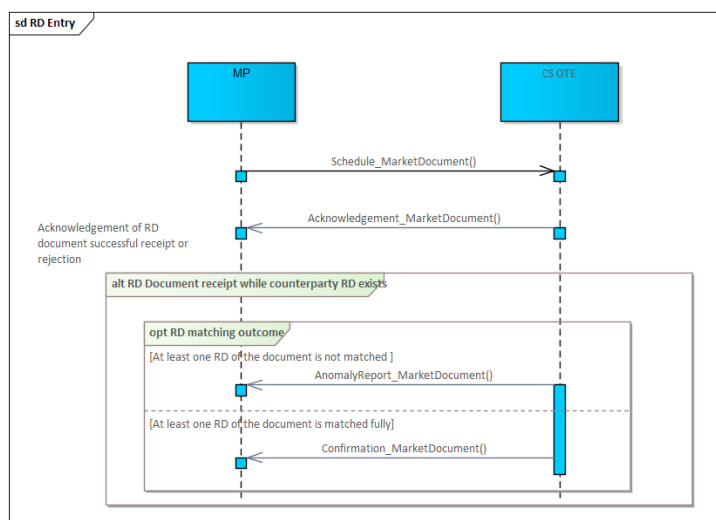 sd RD Entry
MP
CS OTE
Schedule_MarketDocument()
Acknowledgement_MarketDocument()
Acknowledgement of RD
document successful receipt or
rejection
alt RD Document receipt while counterparty RD exists
opt RD matching outcome
[At least one RD of the document is not matched ]
AnomalyReport_MarketDocument()
[At least one RD of the document is matched fully]
Confirmation_MarketDocument()